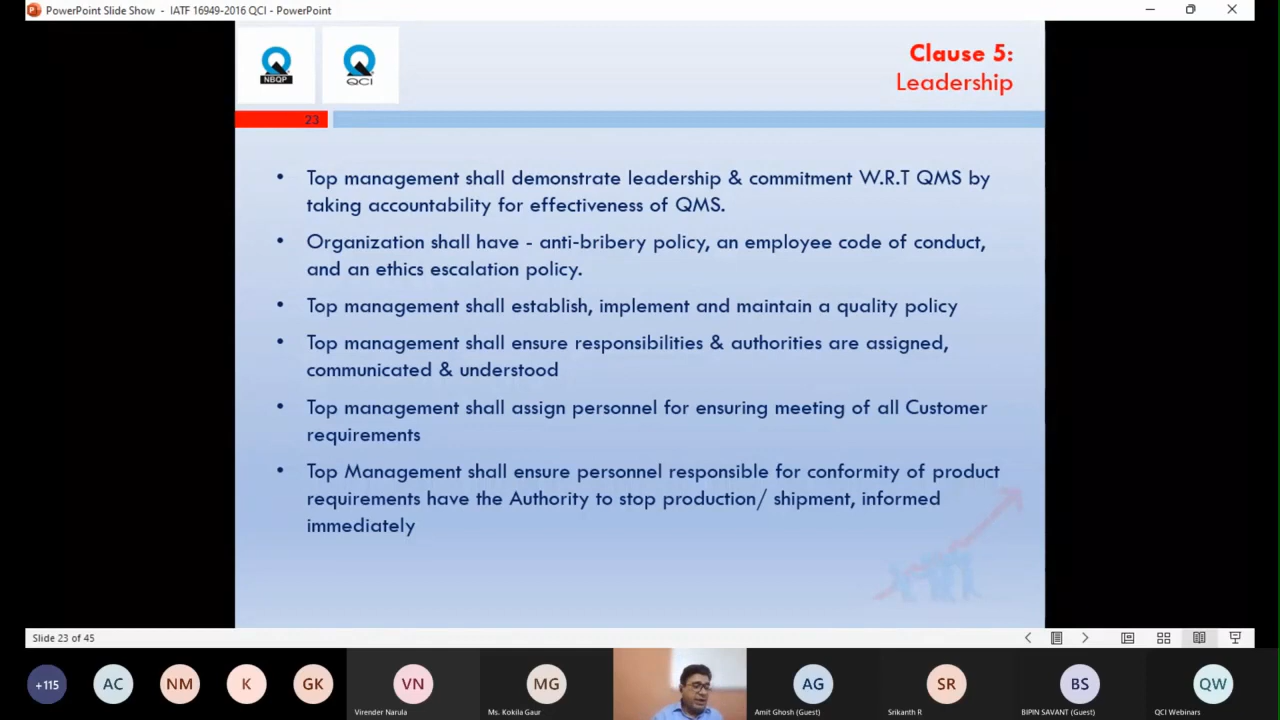 PowerPoint Slide Show - IATF 16949-2016 QCI - PowerPoint
NBQP
QCI
Clause 5:
Leadership
23
• Top management shall demonstrate leadership & commitment W.R.T QMS by
taking accountability for effectiveness of QMS.
• Organization shall have - anti-bribery policy, an employee code of conduct,
and an ethics escalation policy.
• Top management shall establish, implement and maintain a quality policy
• Top management shall ensure responsibilities & authorities are assigned,
communicated & understood
• Top management shall assign personnel for ensuring meeting of all Customer
requirements
• Top Management shall ensure personnel responsible for conformity of product
requirements have the Authority to stop production/ shipment, informed
immediately
Slide 23 of 45
+115
AC
NM
K
GK
VN
Virender Narula
MG
Ms. Kokila Gaur
AG
Amit Ghosh (Guest)
SR
Srikanth R
BS
BIPIN SAVANT (Guest)
QW
QCI Webinars